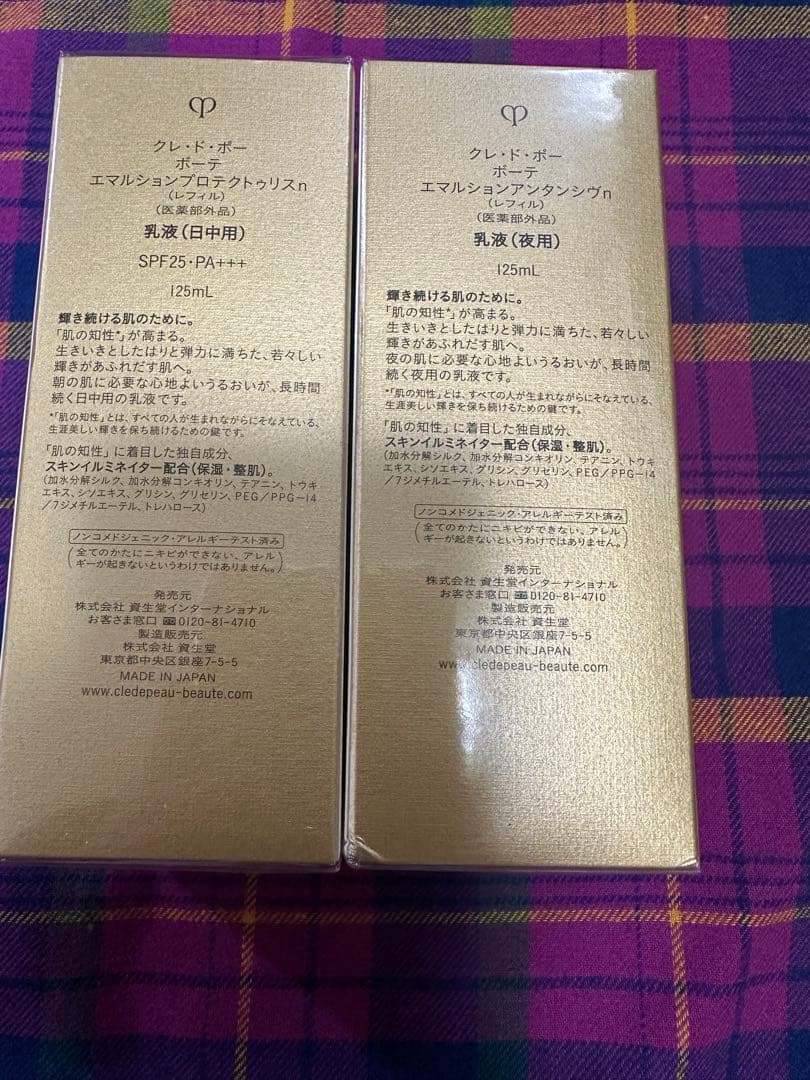 クレ・ド・ポー
ボーテ
エマルションプロテクトゥリスn
(レフィル)
(医薬部外品)
乳液(日中用)
SPF25・PA+++
125mL
輝き続ける肌のために。
「肌の知性*」が高まる。
生きいきとしたはりと弾力に満ちた、若々しい
輝きがあふれだす肌へ。
朝の肌に必要な心地よいうるおいが、長時間
続く日中用の乳液です。
*「肌の知性」とは、すべての人が生まれながらにそなえている、
生涯美しい輝きを保ち続けるための鍵です。
「肌の知性」に着目した独自成分、
スキンイルミネイター配合(保湿・整肌)。
(加水分解シルク、加水分解コンキオリン、テアニン、トウキ
エキス、シソエキス、グリシン、グリセリン、PEG/PPG-14
/7ジメチルエーテル、トレハロース)
ノンコメドジェニック・アレルギーテスト済み
(全てのかたにニキビができない、アレル
ギーが起きないというわけではありません。)
発売元
株式会社 資生堂インターナショナル
お客さま窓口 0120-81-4710
製造販売元
株式会社 資生堂
東京都中央区銀座7-5-5
MADE IN JAPAN
www.cledepeau-beaute.com
クレ・ド・ポー
ボーテ
エマルションアンタンシヴn
(レフィル)
(医薬部外品)
乳液(夜用)
125mL
輝き続ける肌のために。
「肌の知性*」が高まる。
生きいきとしたはりと弾力に満ちた、若々しい
輝きがあふれだす肌へ。
夜の肌に必要な心地よいうるおいが、長時間
続く夜用の乳液です。
*「肌の知性」とは、すべての人が生まれながらにそなえている、
生涯美しい輝きを保ち続けるための鍵です。
「肌の知性」に着目した独自成分、
スキンイルミネイター配合(保湿・整肌)。
(加水分解シルク、加水分解コンキオリン、テアニン、トウキ
エキス、シソエキス、グリシン、グリセリン、PEG/PPG-14
/7ジメチルエーテル、トレハロース)
ノンコメドジェニック・アレルギーテスト済み
(全てのかたにニキビができない、アレル
ギーが起きないというわけではありません。)
発売元
株式会社 資生堂インターナショナル
お客さま窓口 0120-81-4710
製造販売元
株式会社 資生堂
東京都中央区銀座7-5-5
MADE IN JAPAN
www.cledepeau-beaute.com